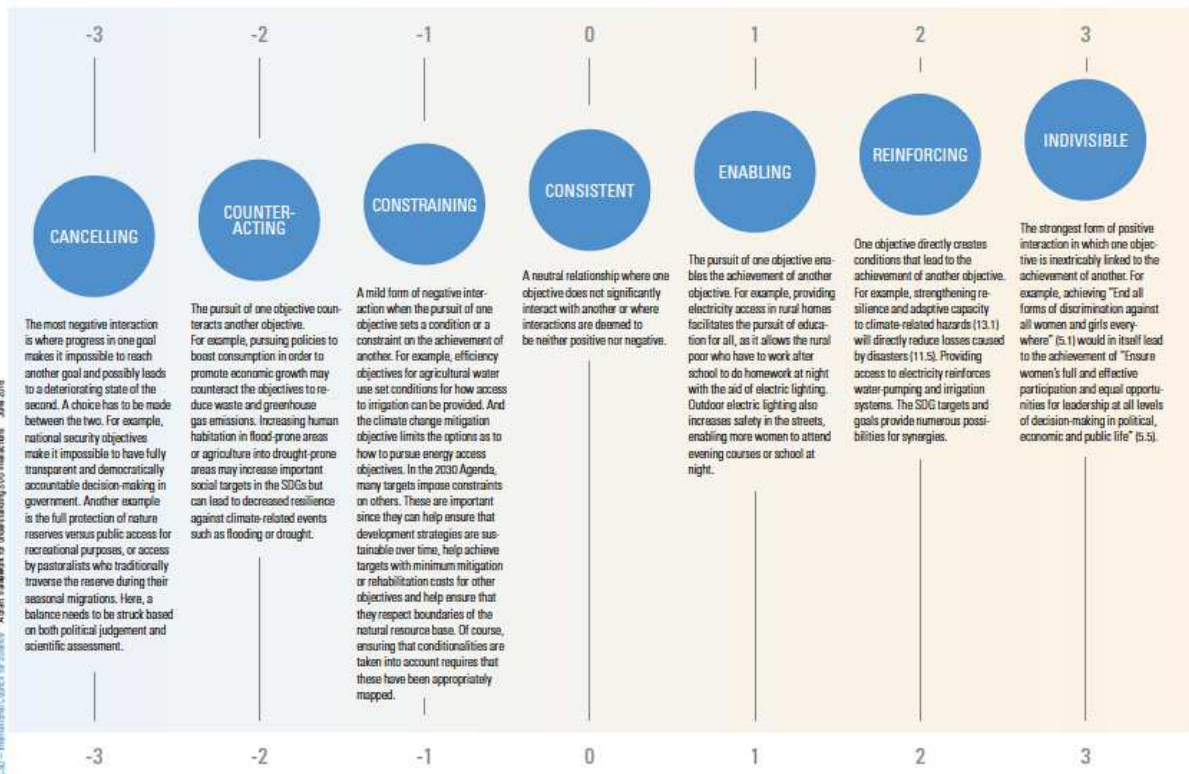 -3
-2
-1
0
1
2
3
CANCELLING
The most negative interaction
is where progress in one goal
makes it impossible to reach
another goal and possibly leads
to a deteriorating state of the
second. A choice has to be made
between the two. For example,
national security objectives
make it impossible to have fully
transparent and democratically
accountable decision-making in
government. Another example
is the full protection of nature
reserves versus public access for
recreational purposes, or access
by pastoralists who traditionally
traverse the reserve during their
seasonal migrations. Here, a
balance needs to be struck based
on both political judgement and
scientific assessment.
COUNTER-
ACTING
The pursuit of one objective coun-
teracts another objective.
For example, pursuing policies to
boost consumption in order to
promote economic growth may
counteract the objectives to re-
duce waste and greenhouse
gas emissions. Increasing human
habitation in flood-prone areas
or agriculture into drought-prone
areas may increase important
social targets in the SDGs but
can lead to decreased resilience
against climate-related events
such as flooding or drought.
CONSTRAINING
A mild form of negative inter-
action when the pursuit of one
objective sets a condition or a
constraint on the achievement of
another. For example, efficiency
objectives for agricultural water
use set conditions for how access
to irrigation can be provided. And
the climate change mitigation
objective limits the options as to
how to pursue energy access
objectives. In the 2030 Agenda,
many targets impose constraints
on others. These are important
since they can help ensure that
development strategies are sus-
tainable over time, help achieve
targets with minimum mitigation
or rehabilitation costs for other
objectives and help ensure that
they respect boundaries of the
natural resource base. Of course,
ensuring that conditionalities are
taken into account requires that
these have been appropriately
mapped.
CONSISTENT
A neutral relationship where one
objective does not significantly
interact with another or where
interactions are deemed to
be neither positive nor negative.
ENABLING
The pursuit of one objective ena-
bles the achievement of another
objective. For example, providing
electricity access in rural homes
facilitates the pursuit of educa-
tion for all, as it allows the rural
poor who have to work after
school to do homework at night
with the aid of electric lighting.
Outdoor electric lighting also
increases safety in the streets,
enabling more women to attend
evening courses or school at
night.
REINFORCING
One objective directly creates
conditions that lead to the
achievement of another objective.
For example, strengthening re-
silience and adaptive capacity
to climate-related hazards (13.1)
will directly reduce losses caused
by disasters (11.5). Providing
access to electricity reinforces
water-pumping and irrigation
systems. The SDG targets and
goals provide numerous possi-
bilities for synergies.
INDIVISIBLE
The strongest form of positive
interaction in which one objec-
tive is inextricably linked to the
achievement of another. For
example, achieving "End all
forms of discrimination against
all women and girls every-
where" (5.1) would in itself lead
to the achievement of "Ensure
women's full and effective
participation and equal opportu-
nities for leadership at all levels
of decision-making in political,
economic and public life" (5.5).
-3
-2
-1
0
1
2
3